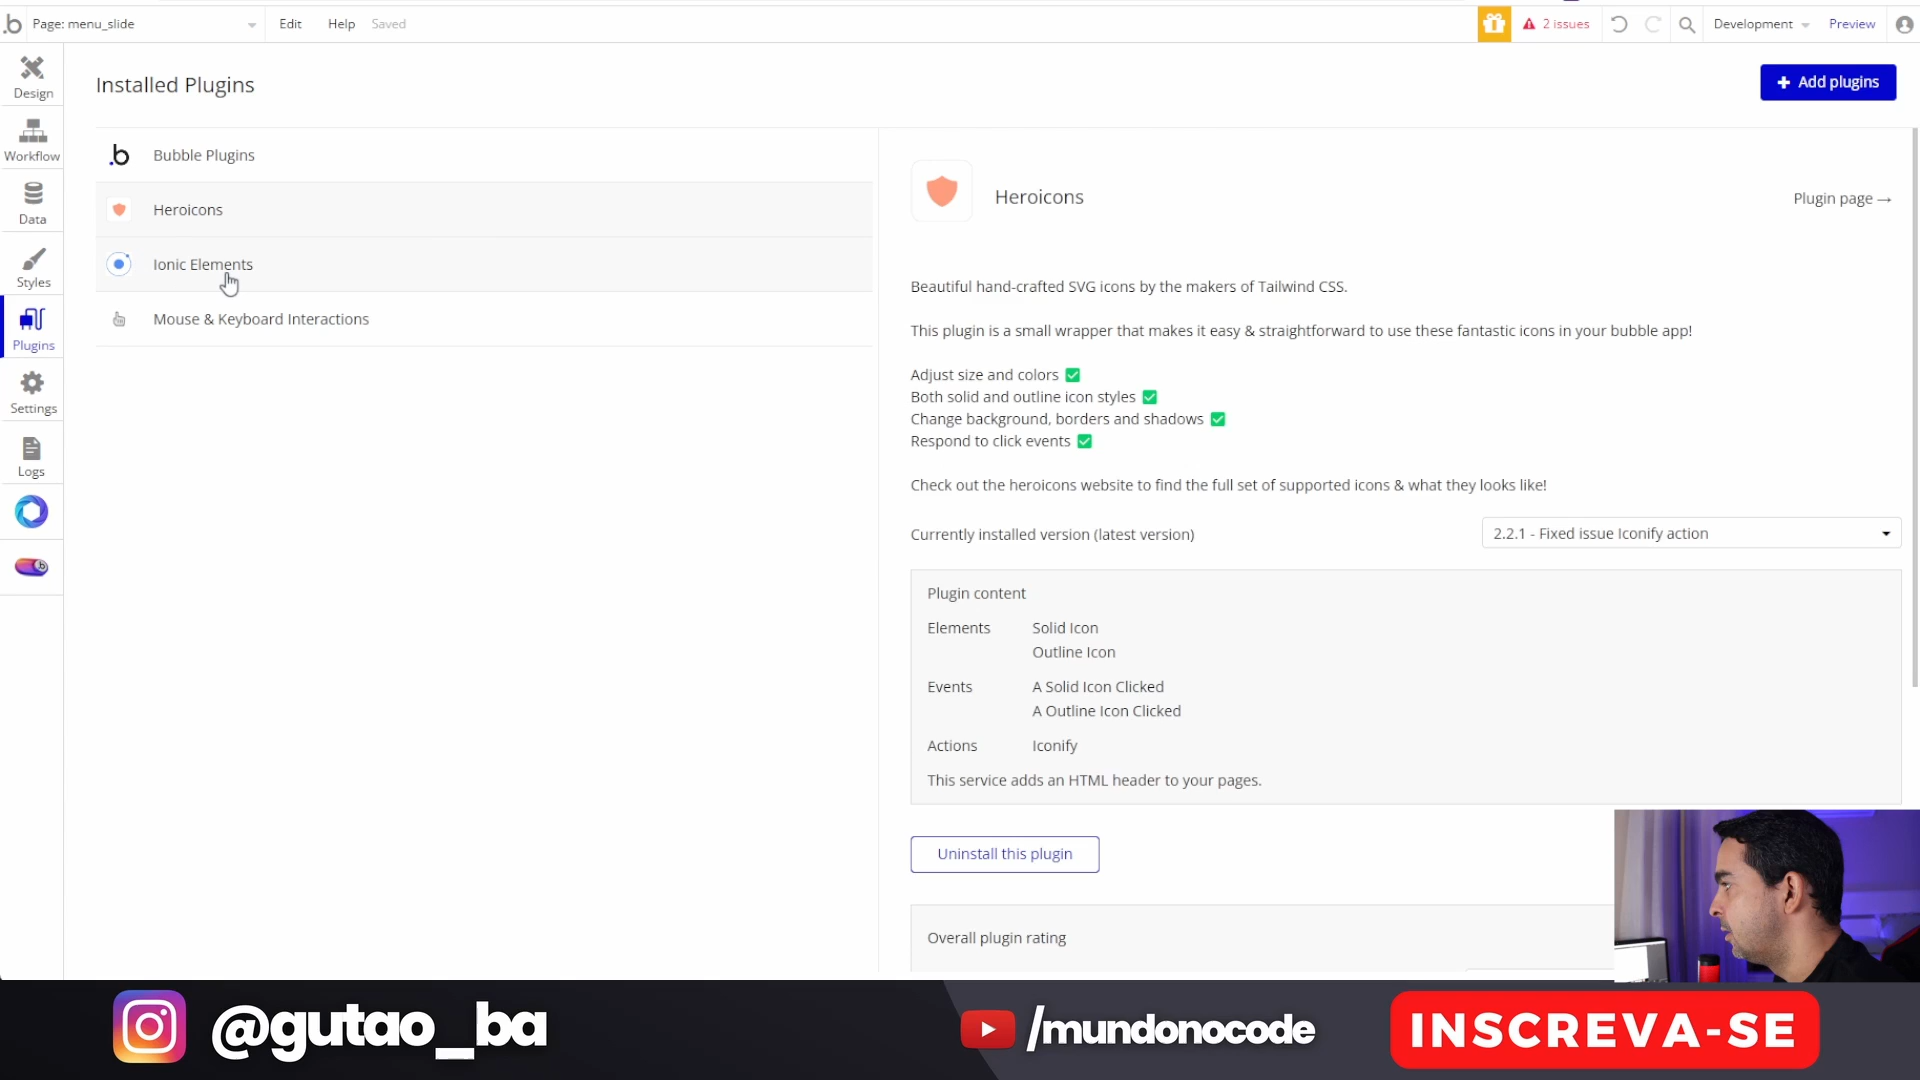 Page: menu_slide
Edit
Help
Saved
2 issues
Development
Preview
Design
Workflow
Data
Styles
Plugins
Settings
Logs
Installed Plugins
+ Add plugins
b Bubble Plugins
Heroicons
Ionic Elements
Mouse & Keyboard Interactions
Heroicons
Plugin page →
Beautiful hand-crafted SVG icons by the makers of Tailwind CSS.
This plugin is a small wrapper that makes it easy & straightforward to use these fantastic icons in your bubble app!
Adjust size and colors ✅
Both solid and outline icon styles ✅
Change background, borders and shadows ✅
Respond to click events ✅
Check out the heroicons website to find the full set of supported icons & what they looks like!
Currently installed version (latest version)
2.2.1 - Fixed issue Iconify action
Plugin content
Elements Solid Icon
Outline Icon
Events A Solid Icon Clicked
A Outline Icon Clicked
Actions Iconify
This service adds an HTML header to your pages.
Uninstall this plugin
Overall plugin rating
@gutao_ba
/mundonocode
INSCREVA-SE